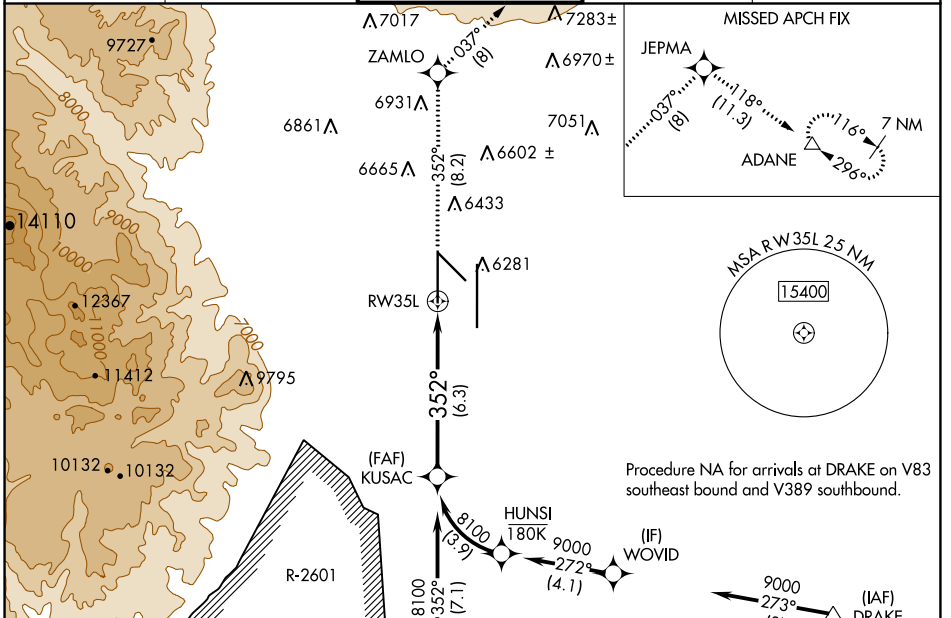 7017
7283±
MISSED APCH FIX
9727
ZAMLO
037°
(8)
6970±
JEPMA
8000
6931
118°
(11.3)
037°
(8)
116°
7 NM
6861
7051
ADANE
296°
6665
352°
(8.2)
6602 ±
9000
6433
14110
10000
6281
MSA RW 35L 25 NM
15400
12367
RW35L
11000
7000
11412
9795
352°
(6.3)
10132
10132
(FAF)
KUSAC
Procedure NA for arrivals at DRAKE on V83
southeast bound and V389 southbound.
HUNSI
180K
8100
(3.9)
9000
272°
(4.1)
(IF)
WOVID
R-2601
8100
352°
(7.1)
9000
273°
(IAF)
DRAKE